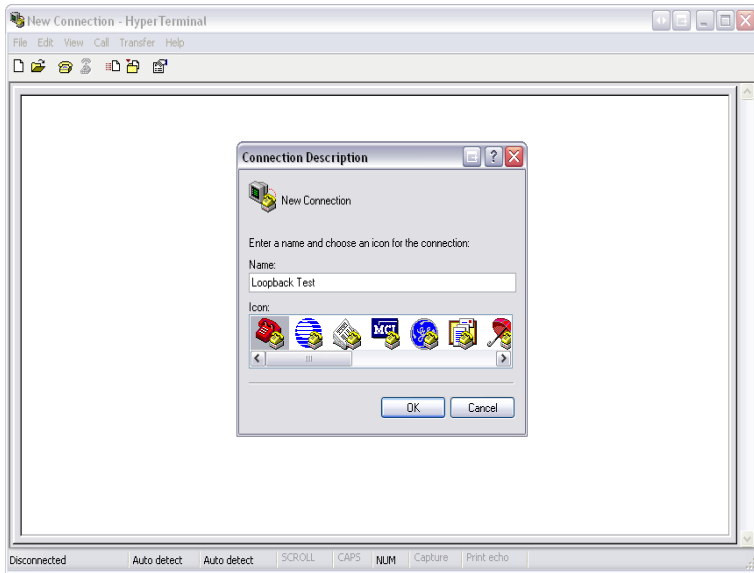 New Connection - HyperTerminal
File Edit View Call Transfer Help
Connection Description
New Connection
Enter a name and choose an icon for the connection:
Name:
Loopback Test
Icon:
MCI
OK Cancel
Disconnected Auto detect Auto detect SCROLL CAPS NUM Capture Print echo